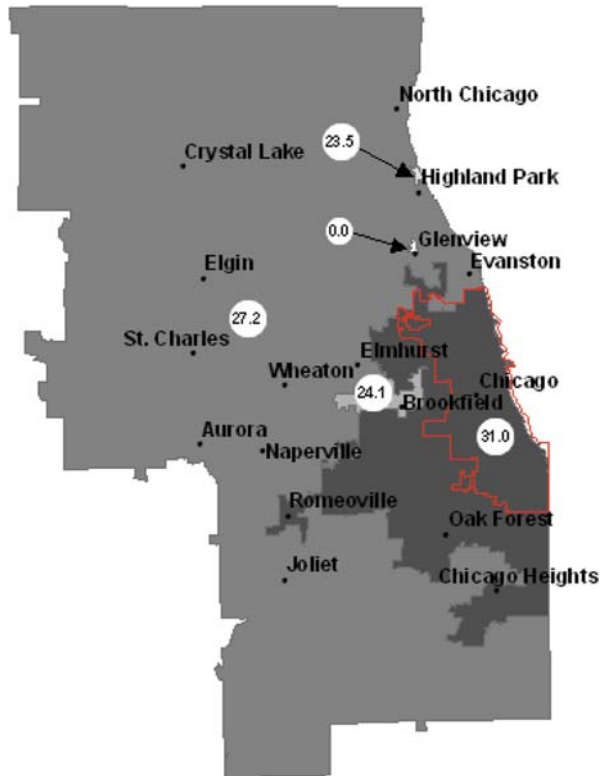 North Chicago
23.5
Crystal Lake
Highland Park
0.0
Glenview
Evanston
Elgin
27.2
St. Charles
Elmhurst
Wheaton
24.1
Chicago
Brookfield
Aurora
31.0
Naperville
Romeoville
Oak Forest
Joliet
Chicago Heights